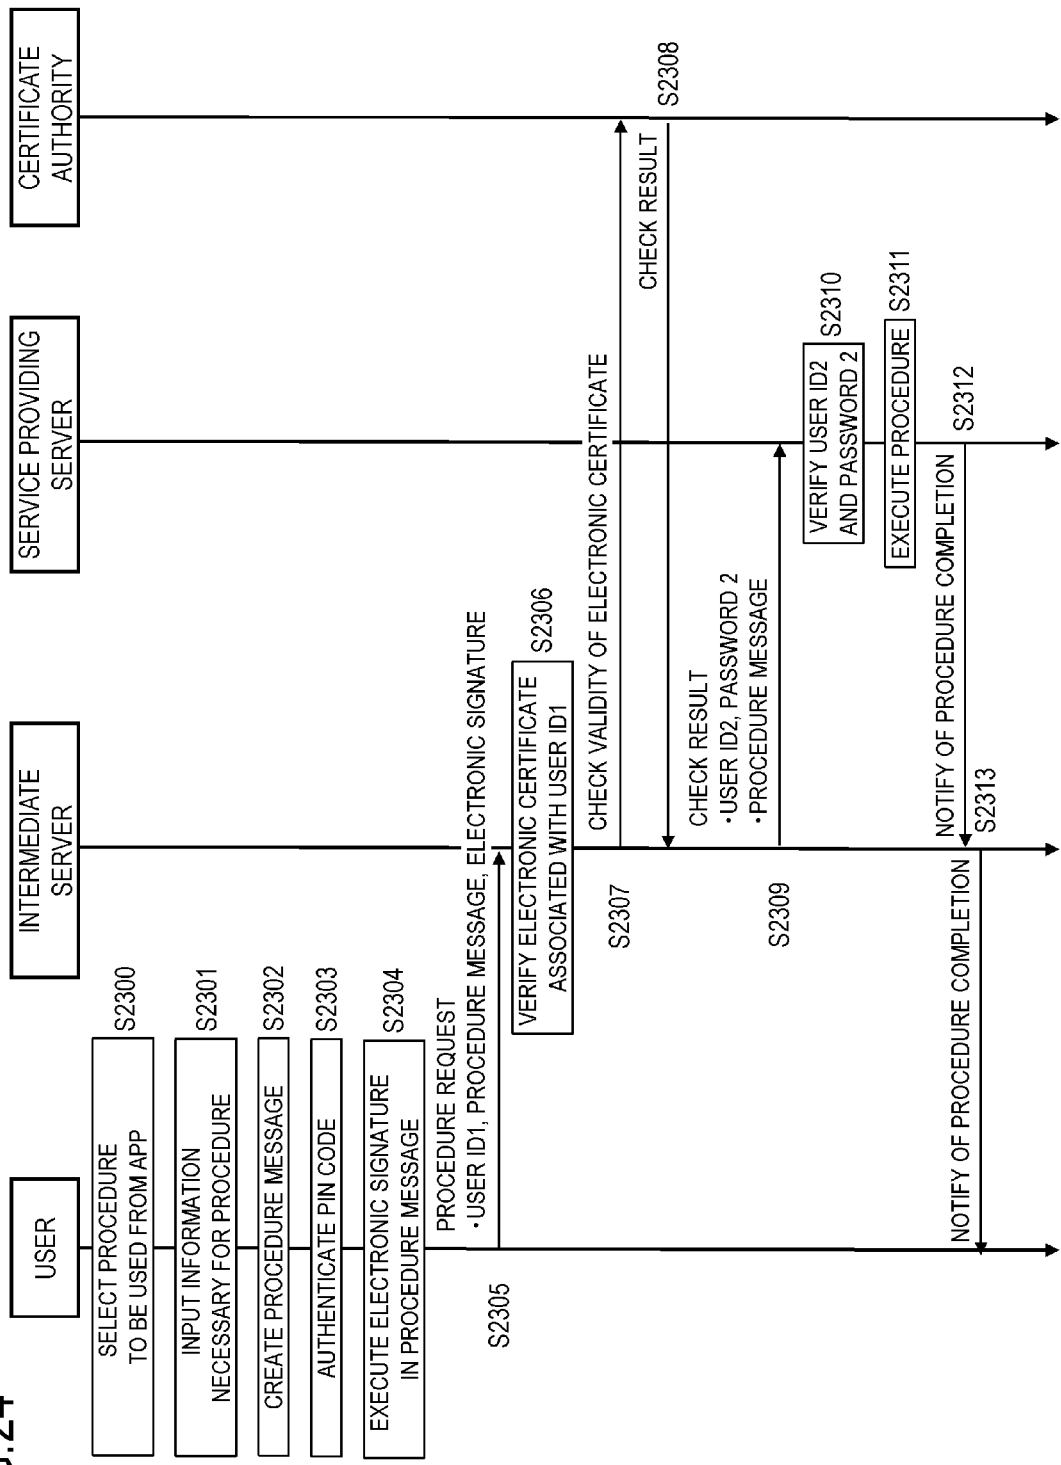 USER
INTERMEDIATE
SERVER
SERVICE PROVIDING
SERVER
CERTIFICATE
AUTHORITY
SELECT PROCEDURE
TO BE USED FROM APP
S2300
INPUT INFORMATION
NECESSARY FOR PROCEDURE
S2301
CREATE PROCEDURE MESSAGE
S2302
AUTHENTICATE PIN CODE
S2303
EXECUTE ELECTRONIC SIGNATURE
IN PROCEDURE MESSAGE
S2304
PROCEDURE REQUEST
・USER ID1, PROCEDURE MESSAGE, ELECTRONIC SIGNATURE
S2305
VERIFY ELECTRONIC CERTIFICATE
ASSOCIATED WITH USER ID1
S2306
CHECK VALIDITY OF ELECTRONIC CERTIFICATE
S2307
CHECK RESULT
S2308
CHECK RESULT
・USER ID2, PASSWORD 2
・PROCEDURE MESSAGE
S2309
VERIFY USER ID2
AND PASSWORD 2
S2310
EXECUTE PROCEDURE
S2311
NOTIFY OF PROCEDURE COMPLETION
S2312
NOTIFY OF PROCEDURE COMPLETION
S2313